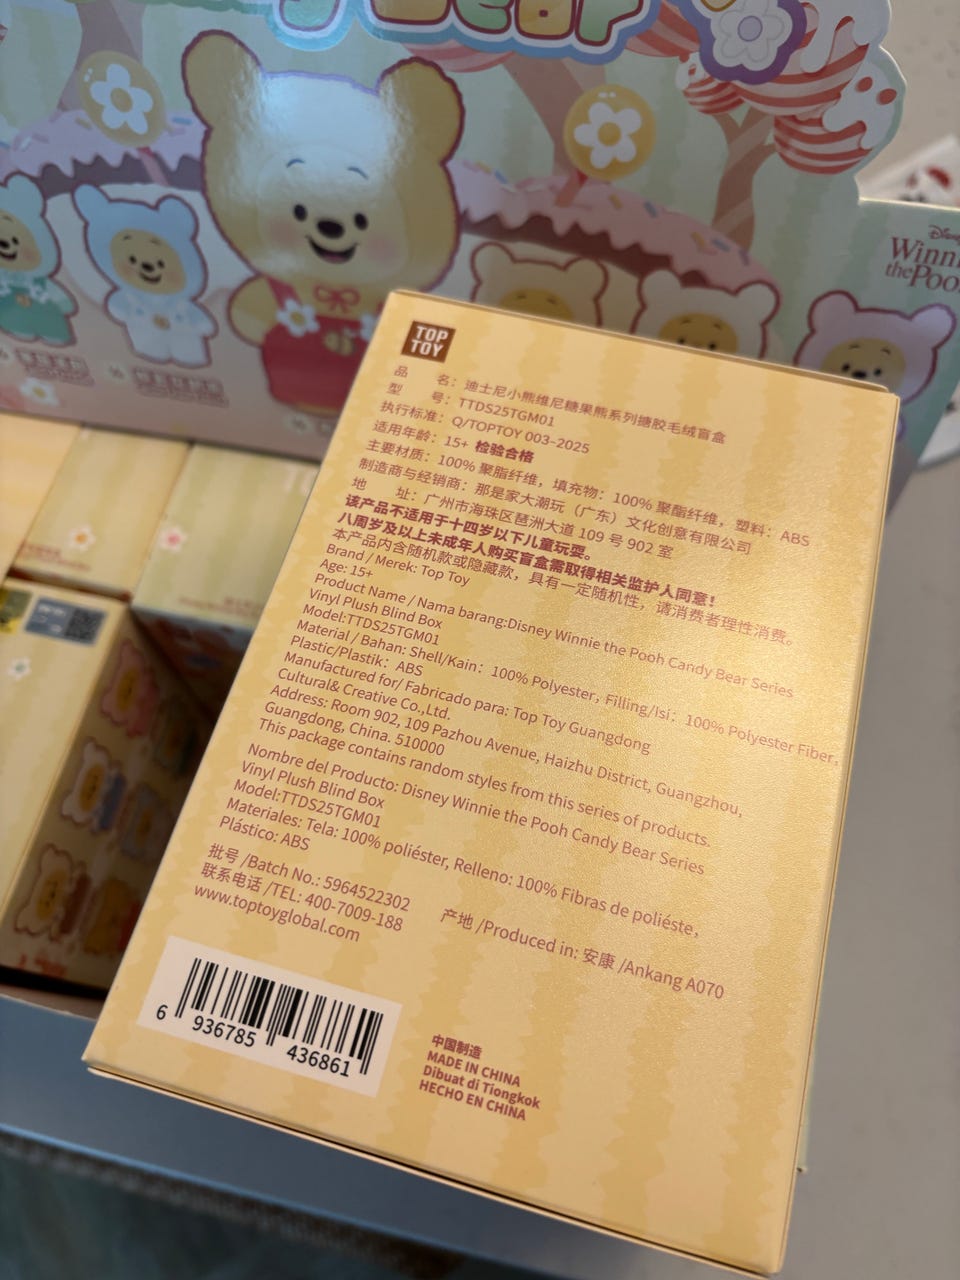 Bear
Disney
Winni
the Pooh
TOP
TOY
品 名：迪士尼小熊维尼糖果熊系列搪胶毛绒盲盒
型 号：TTDS25TGM01
执行标准：Q/TOPTOY 003-2025
适用年龄：15+ 检验合格
主要材质：100% 聚脂纤维，填充物：100% 聚酯纤维，塑料：ABS
制造商与经销商：那是家大潮玩（广东）文化创意有限公司
地 址：广州市海珠区琶洲大道 109 号 902 室
该产品不适用于十四岁以下儿童玩耍。
八周岁及以上未成年人购买盲盒需取得相关监护人同意！
本产品内含随机款或隐藏款，具有一定随机性，请消费者理性消费。
Brand / Merek: Top Toy
Age: 15+
Product Name / Nama barang:Disney Winnie the Pooh Candy Bear Series
Vinyl Plush Blind Box
Model:TTDS25TGM01
Material / Bahan: Shell/Kain：100% Polyester，Filling/Isi：100% Polyester Fiber，
Plastic/Plastik：ABS
Manufactured for/ Fabricado para: Top Toy Guangdong
Cultural& Creative Co.,Ltd.
Address: Room 902, 109 Pazhou Avenue, Haizhu District, Guangzhou,
Guangdong, China. 510000
This package contains random styles from this series of products.
Nombre del Producto: Disney Winnie the Pooh Candy Bear Series
Vinyl Plush Blind Box
Model:TTDS25TGM01
Materiales: Tela: 100% poliéster, Relleno: 100% Fibras de poliéste，
Plástico: ABS
批号 /Batch No.: 5964522302
联系电话 /TEL: 400-7009-188 产地 /Produced in: 安康 /Ankang A070
www.toptoyglobal.com
6 936785 436861
中国制造
MADE IN CHINA
Dibuat di Tiongkok
HECHO EN CHINA